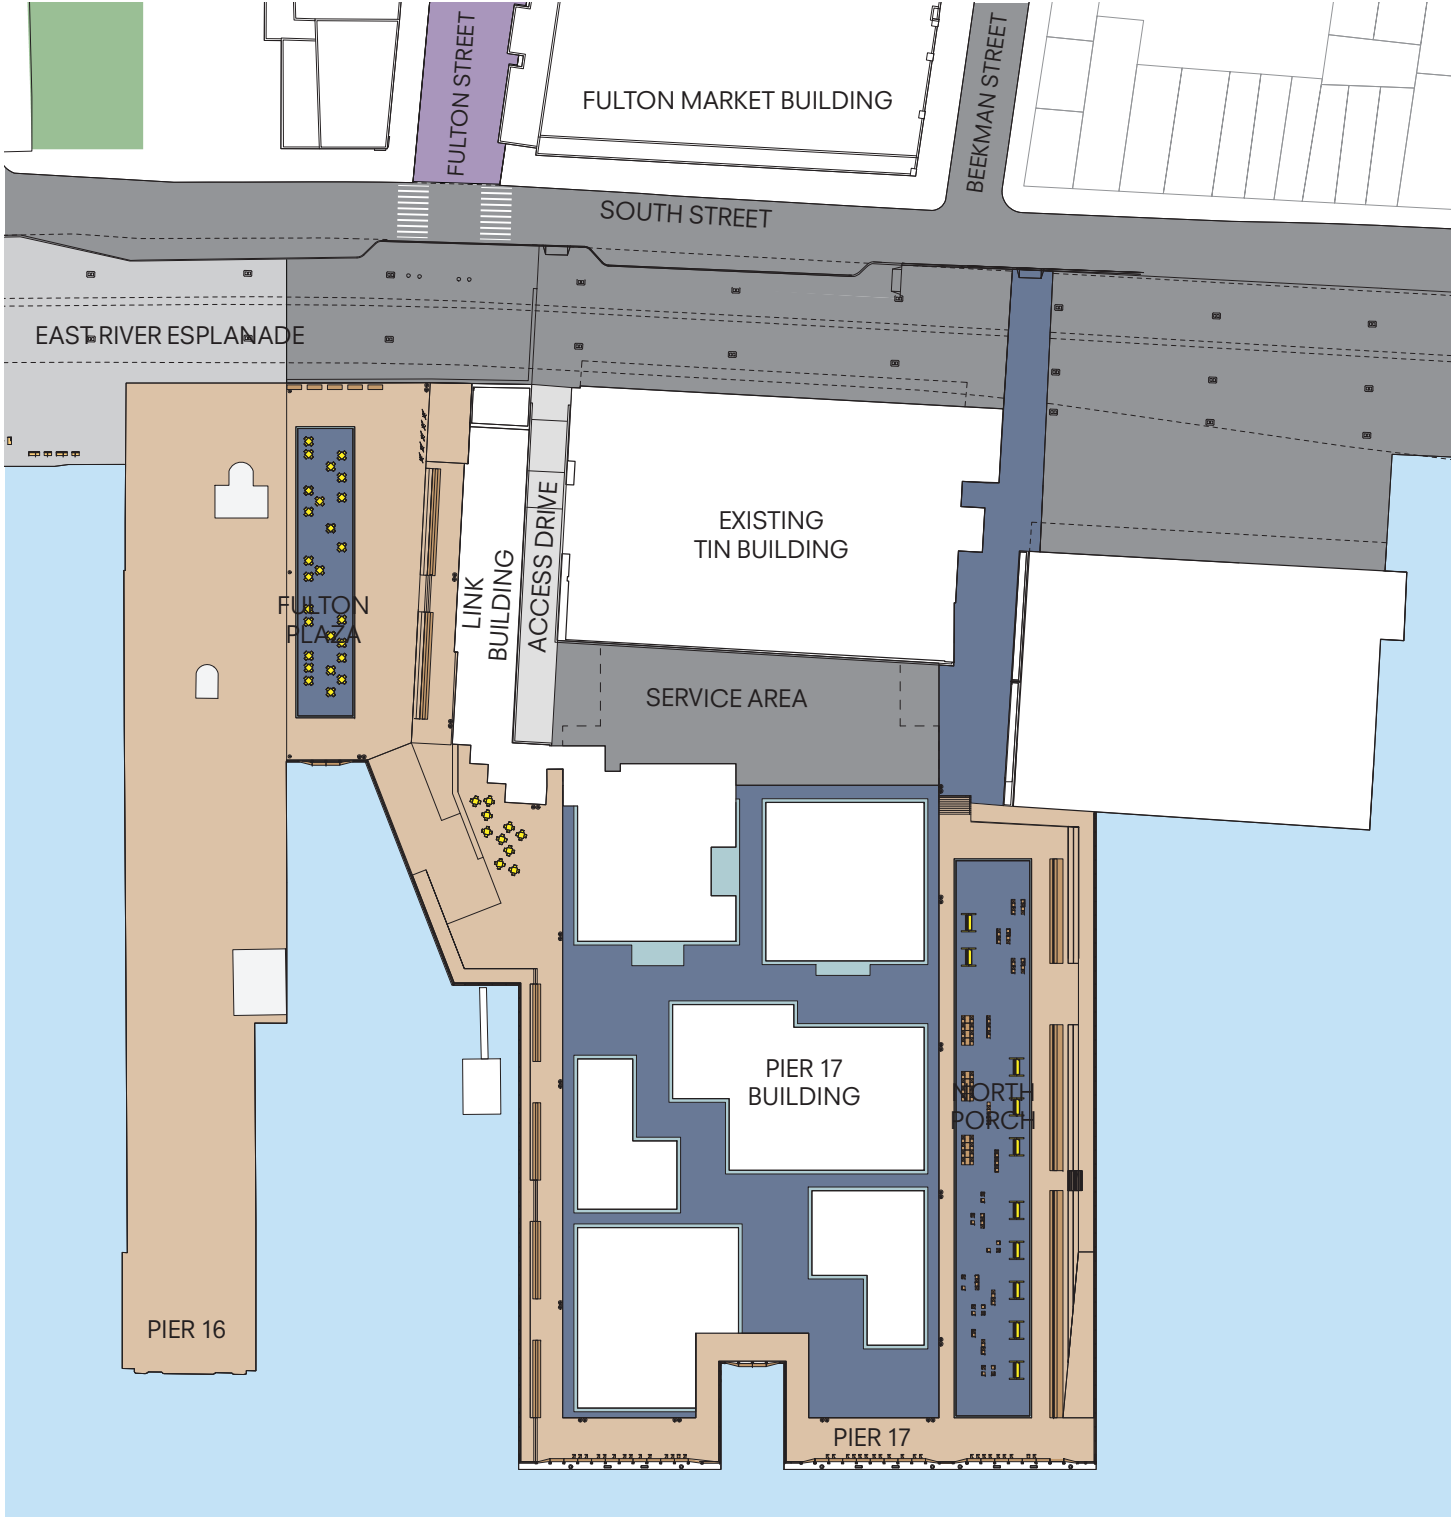 FULTON STREET
FULTON MARKET BUILDING
BEEKMAN STREET
SOUTH STREET
EAST RIVER ESPLANADE
EXISTING
TIN BUILDING
LINK
BUILDING
ACCESS DRIVE
FULTON
PLAZA
SERVICE AREA
PIER 17
BUILDING
NORTH
PORCH
PIER 16
PIER 17